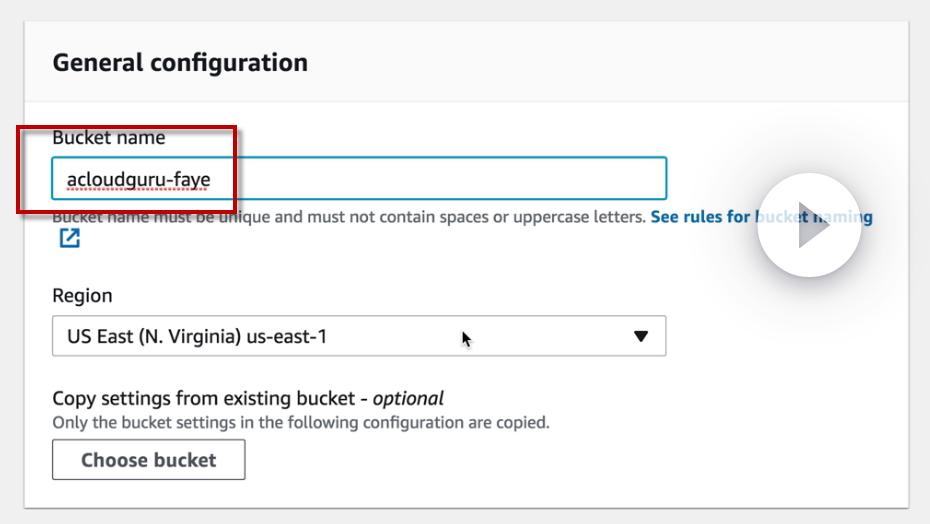 General configuration
Bucket name
acloudguru-faye
Bucket name must be unique and must not contain spaces or uppercase letters. See rules for bucket naming
Region
US East (N. Virginia) us-east-1
Copy settings from existing bucket - optional
Only the bucket settings in the following configuration are copied.
Choose bucket